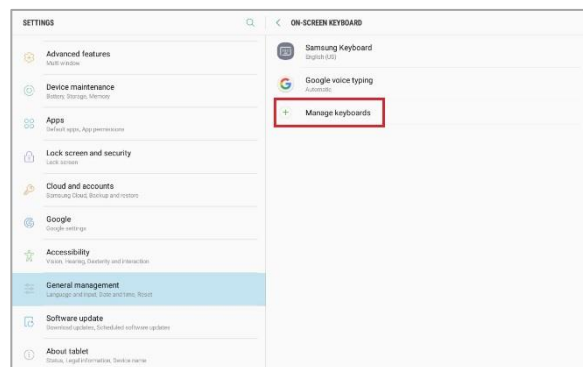 SETTINGS
Advanced features
Multi window
Device maintenance
Battery, Storage, Memory
Apps
Default apps, App permissions
Lock screen and security
Lock screen
Cloud and accounts
Samsung Cloud, Backup and restore
Google
Google settings
Accessibility
Vision, Hearing, Dexterity and interaction
General management
Language and input, Date and time, Reset
Software update
Download updates, Scheduled software updates
About tablet
Status, Legal information, Device name
ON-SCREEN KEYBOARD
Samsung Keyboard
English (US)
Google voice typing
Automatic
Manage keyboards